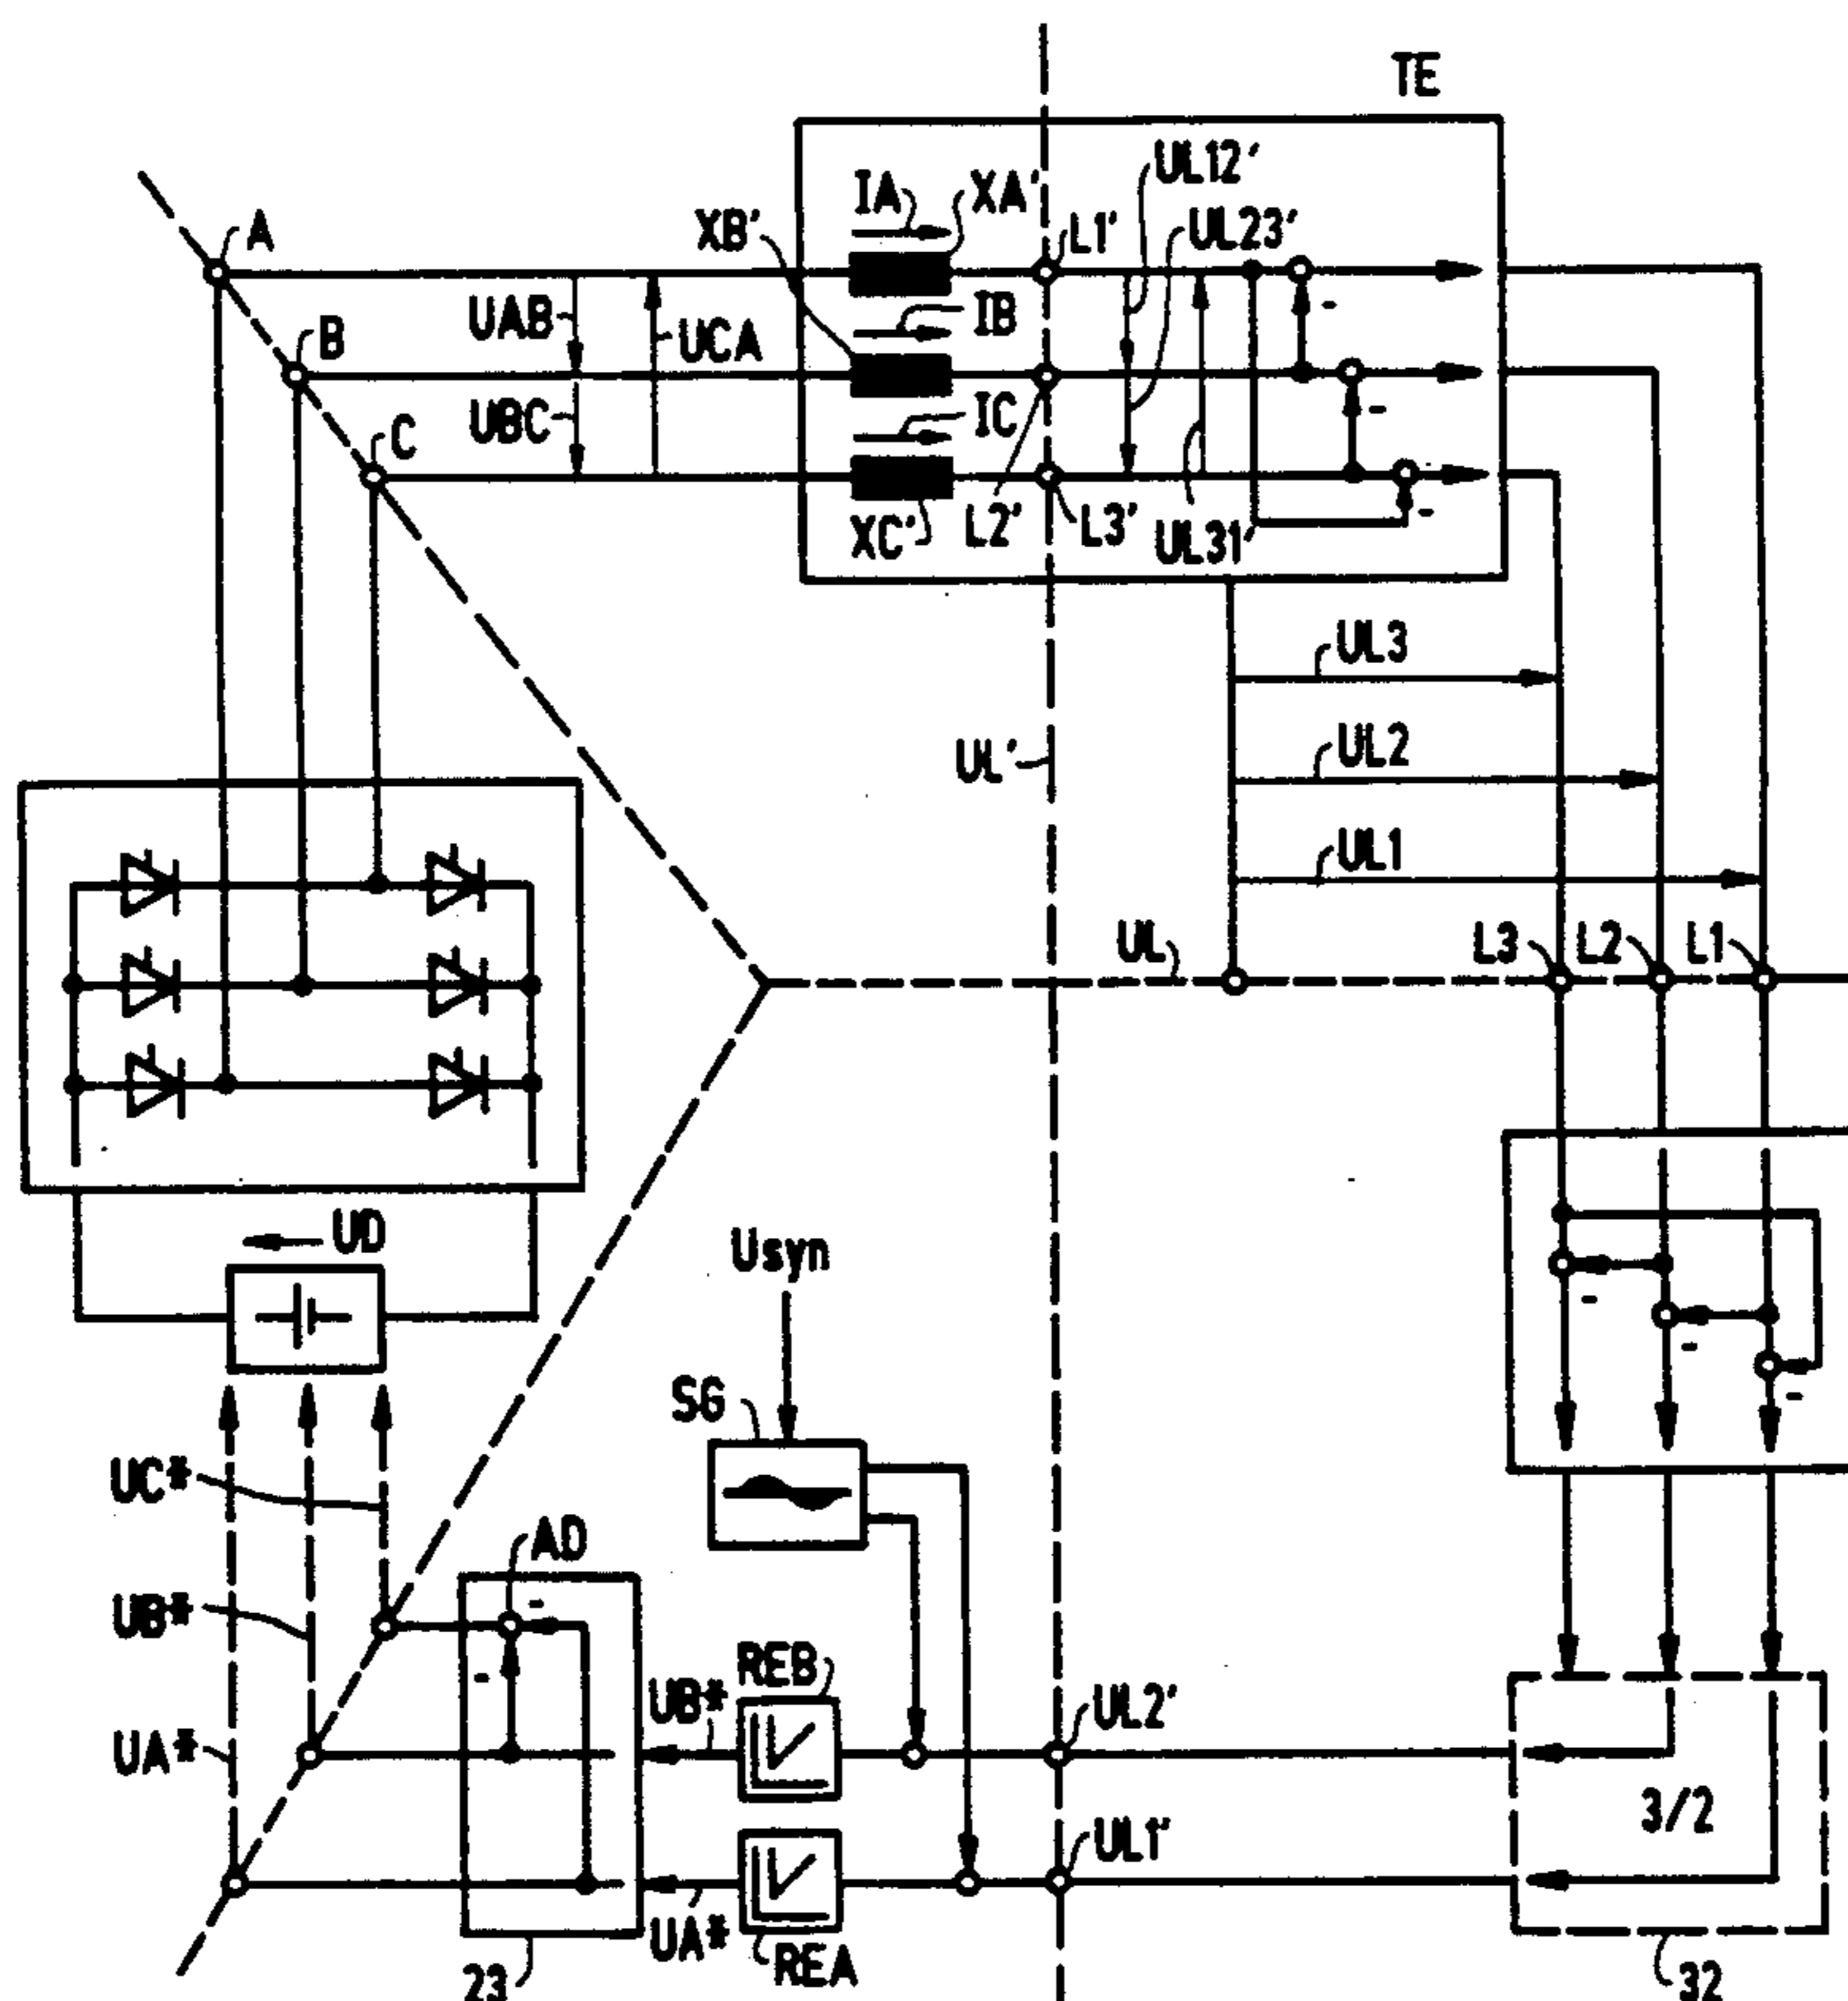 TE
UL12'
IA
XA'
XB'
L1'
UL23'
A
UAB
UCA
IB
B
UBC
IC
C
XC'
L2'
L3'
UL31'
-
-
-
UL3
UL'
UL2
UL1
UL
L3
L2
L1
UD
Usyn
-
-
-
SG
UC*
AD
-
UB*
-
UB*
REB
UL2'
UA*
3/2
UL1'
UA*
REA
23
32